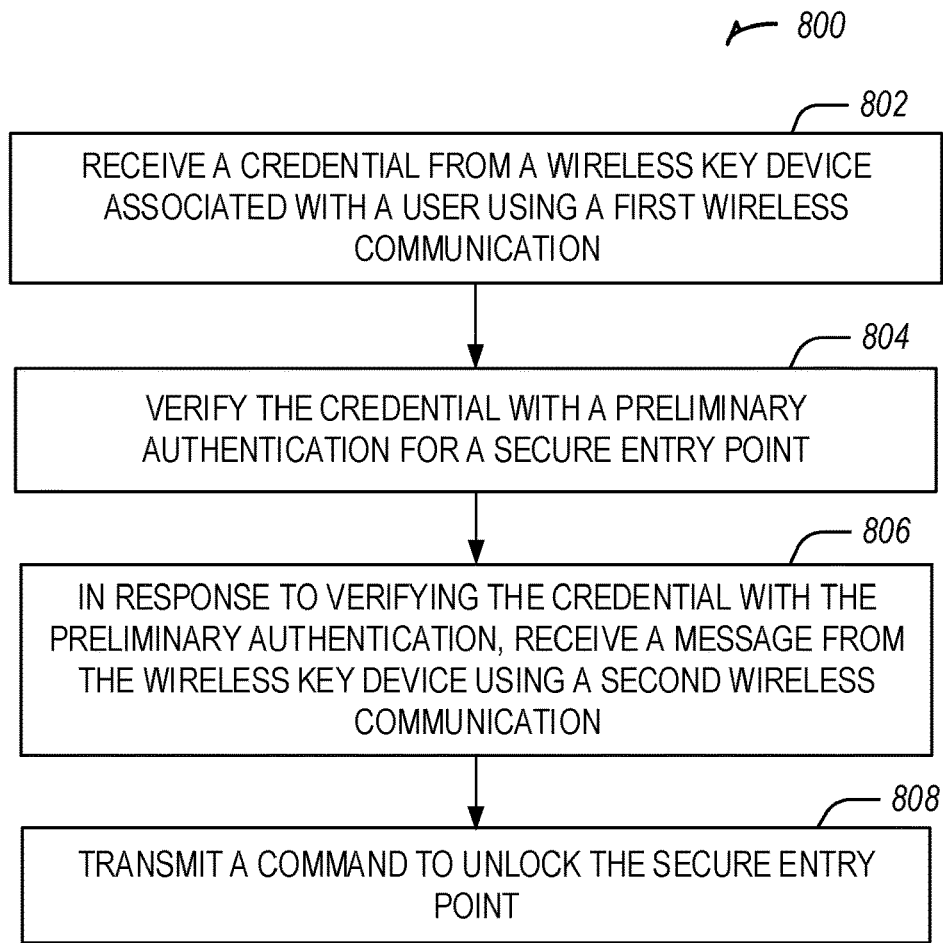 800
802
RECEIVE A CREDENTIAL FROM A WIRELESS KEY DEVICE
ASSOCIATED WITH A USER USING A FIRST WIRELESS
COMMUNICATION
804
VERIFY THE CREDENTIAL WITH A PRELIMINARY
AUTHENTICATION FOR A SECURE ENTRY POINT
806
IN RESPONSE TO VERIFYING THE CREDENTIAL WITH THE
PRELIMINARY AUTHENTICATION, RECEIVE A MESSAGE FROM
THE WIRELESS KEY DEVICE USING A SECOND WIRELESS
COMMUNICATION
808
TRANSMIT A COMMAND TO UNLOCK THE SECURE ENTRY
POINT